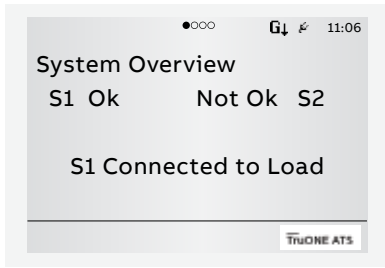 G↓ 11:06
System Overview
S1 Ok Not Ok S2
S1 Connected to Load
TruONE ATS